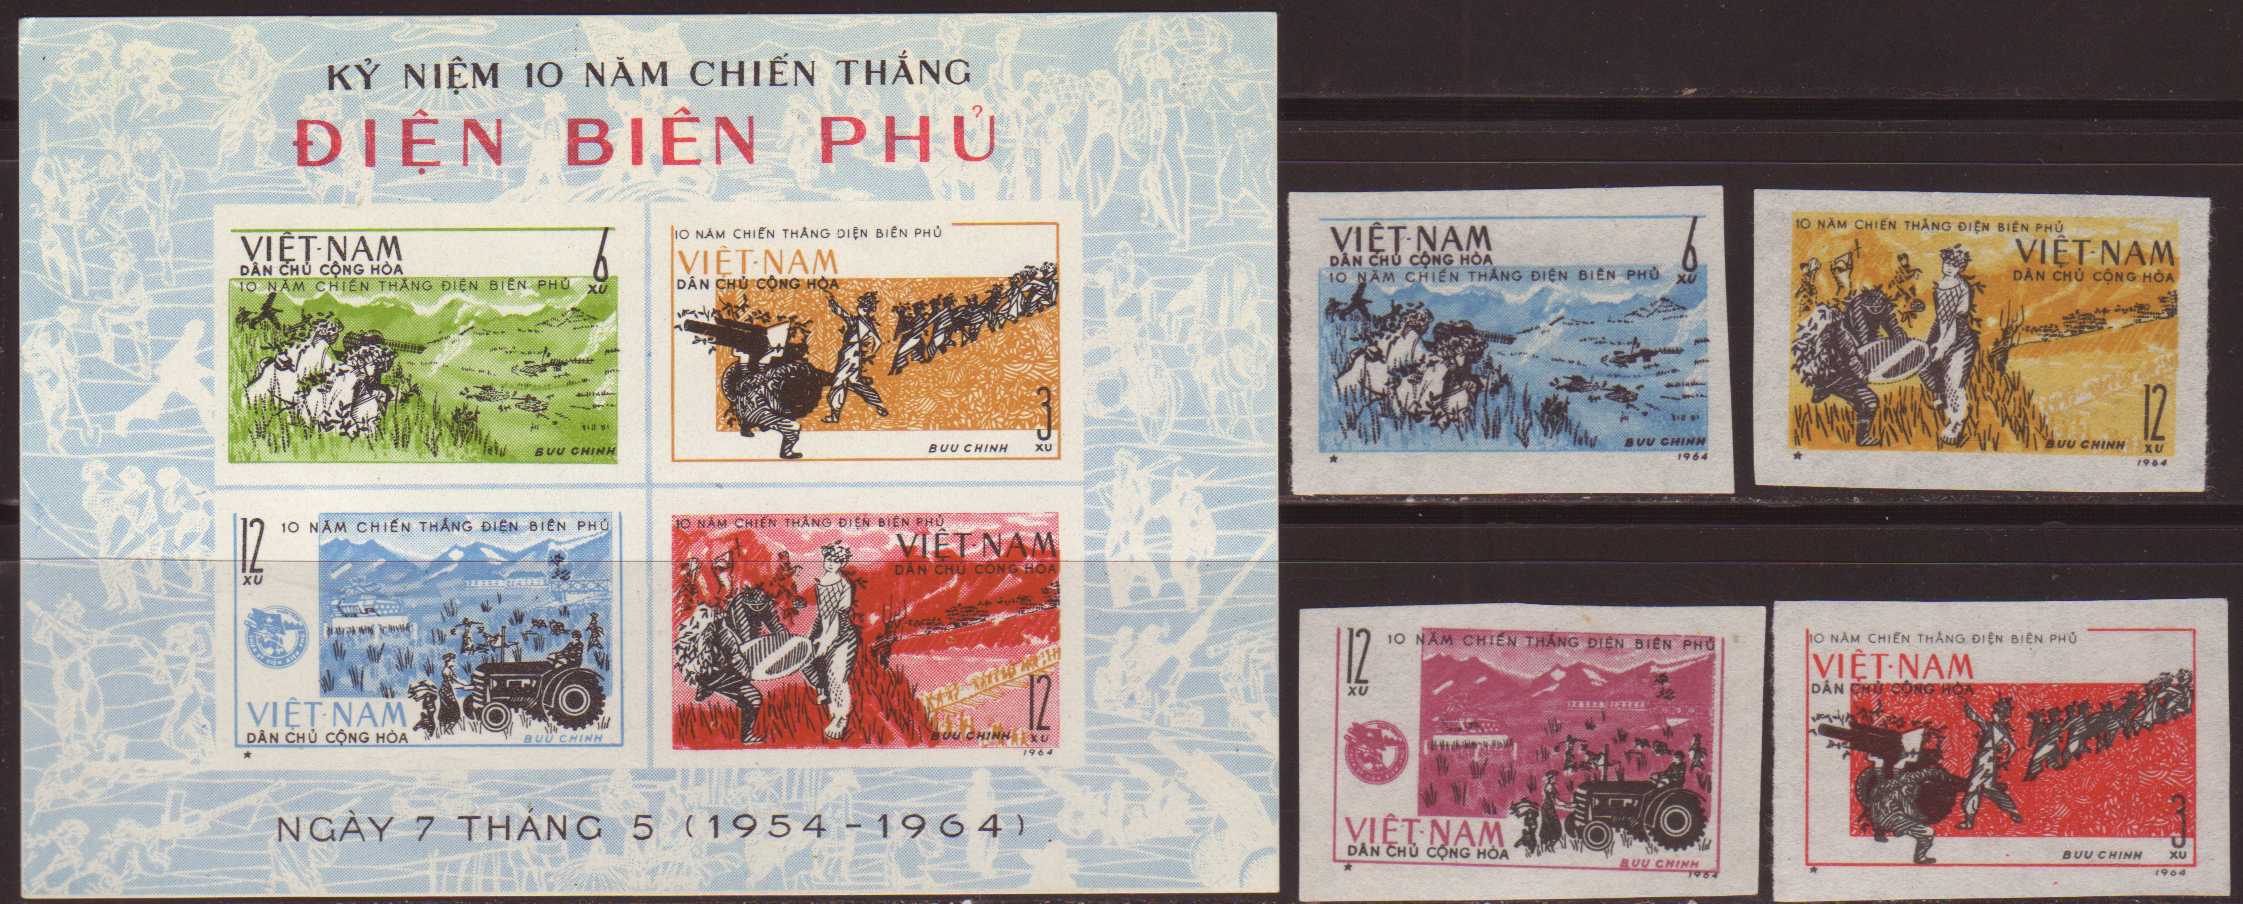 KỶ NIỆM 10 NĂM CHIẾN THẮNG
ĐIỆN BIÊN PHỦ
VIỆT·NAM
DÂN CHỦ CỘNG HÒA
6
XU
10 NĂM CHIẾN THẮNG ĐIỆN BIÊN PHỦ
BUU CHINH
10 NĂM CHIẾN THẮNG ĐIỆN BIÊN PHỦ
VIỆT·NAM
DÂN CHỦ CỘNG HÒA
3
XU
BUU CHINH
12
XU
10 NĂM CHIẾN THẮNG ĐIỆN BIÊN PHỦ
VIỆT·NAM
DÂN CHỦ CỘNG HÒA
BUU CHINH
10 NĂM CHIẾN THẮNG ĐIỆN BIÊN PHỦ
VIỆT·NAM
DÂN CHỦ CỘNG HÒA
12
XU
BUU CHINH
1964
NGÀY 7 THÁNG 5 (1954-1964)
VIỆT·NAM
DÂN CHỦ CỘNG HÒA
6
XU
10 NĂM CHIẾN THẮNG ĐIỆN BIÊN PHỦ
BUU CHINH
1964
10 NĂM CHIẾN THẮNG ĐIỆN BIÊN PHỦ
VIỆT·NAM
DÂN CHỦ CỘNG HÒA
12
XU
BUU CHINH
1964
12
XU
10 NĂM CHIẾN THẮNG ĐIỆN BIÊN PHỦ
VIỆT·NAM
DÂN CHỦ CỘNG HÒA
BUU CHINH
1964
10 NĂM CHIẾN THẮNG ĐIỆN BIÊN PHỦ
VIỆT·NAM
DÂN CHỦ CỘNG HÒA
3
XU
BUU CHINH
1964